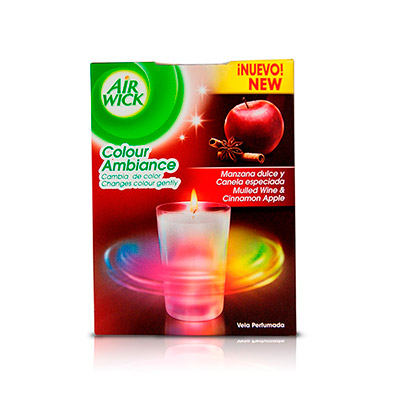 AIR
WICK
¡NUEVO!
NEW
Colour
Ambiance
Cambia de color
Changes colour gently
Manzana dulce y
Canela especiada
Mulled Wine &
Cinnamon Apple
Vela Perfumada